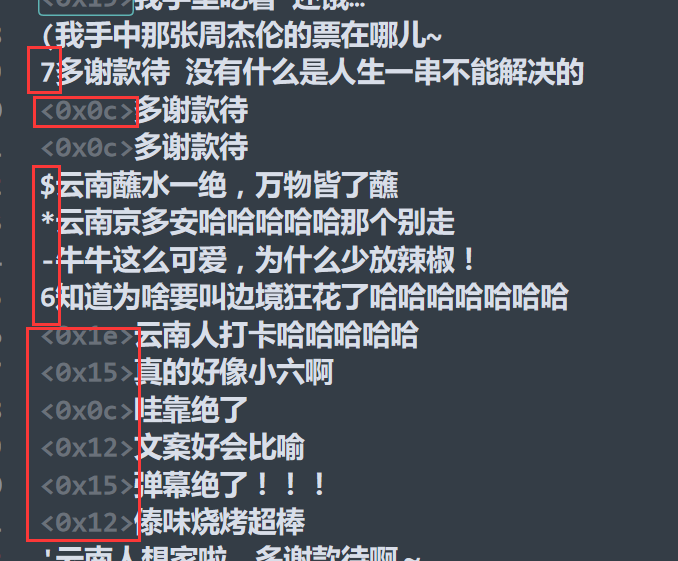 (我手中那张周杰伦的票在哪儿~
7多谢款待 没有什么是人生一串不能解决的
<0x0c>多谢款待
<0x0c>多谢款待
$云南蘸水一绝，万物皆了蘸
*云南京多安哈哈哈哈哈那个别走
-牛牛这么可爱，为什么少放辣椒！
6知道为啥要叫边境狂花了哈哈哈哈哈哈哈
<0x1e>云南人打卡哈哈哈哈哈
<0x15>真的好像小六啊
<0x0c>哇靠绝了
<0x12>文案好会比喻
<0x15>弹幕绝了！！！
<0x12>傣味烧烤超棒
'云南人想家啦，多谢款待啊~